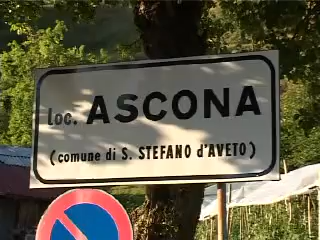 loc. ASCONA
(comune di S. STEFANO d'AVETO)